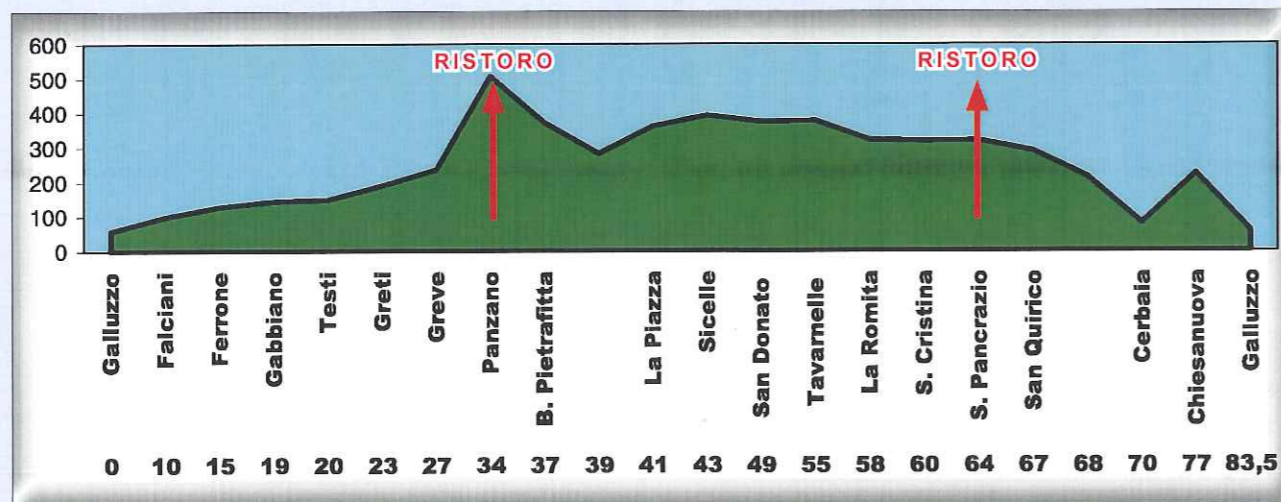 600
500
400
300
200
100
0
RISTORO
RISTORO
Galluzzo
Falciani
Ferrone
Gabbiano
Testi
Greti
Greve
Panzano
B. Pietrafitta
La Piazza
Sicelle
San Donato
Tavarnelle
La Romita
S. Cristina
S. Pancrazio
San Quirico
Cerbaia
Chiesanuova
Galluzzo
0 10 15 19 20 23 27 34 37 39 41 43 49 55 58 60 64 67 68 70 77 83,5